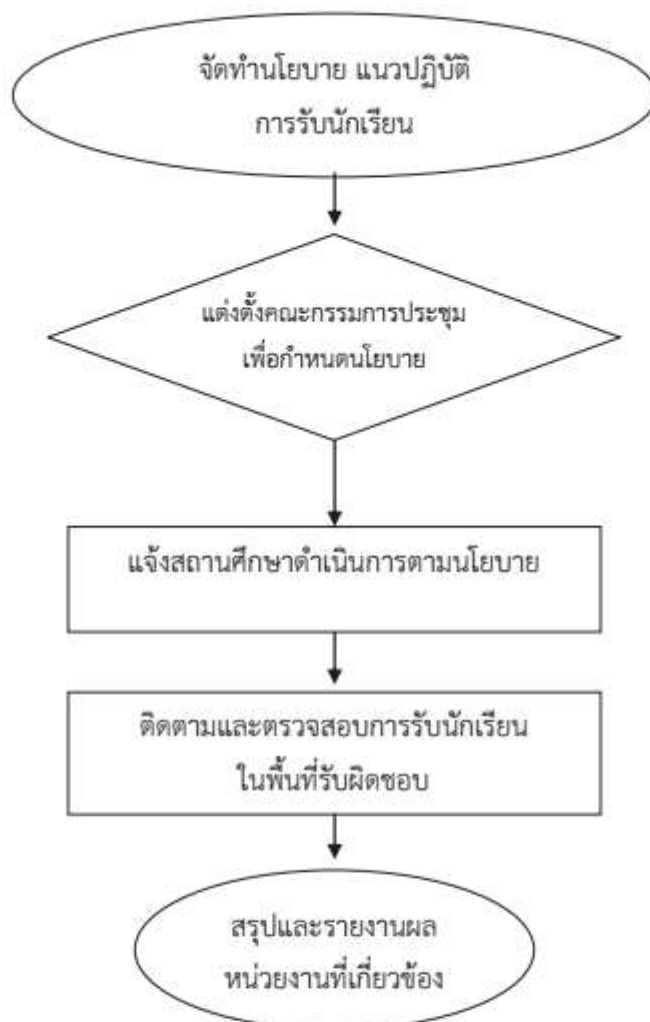 จัดทำนโยบาย แนวปฏิบัติ
การรับนักเรียน
แต่งตั้งคณะกรรมการประชุม
เพื่อกำหนดนโยบาย
แจ้งสถานศึกษาดำเนินการตามนโยบาย
ติดตามและตรวจสอบการรับนักเรียน
ในพื้นที่รับผิดชอบ
สรุปและรายงานผล
หน่วยงานที่เกี่ยวข้อง